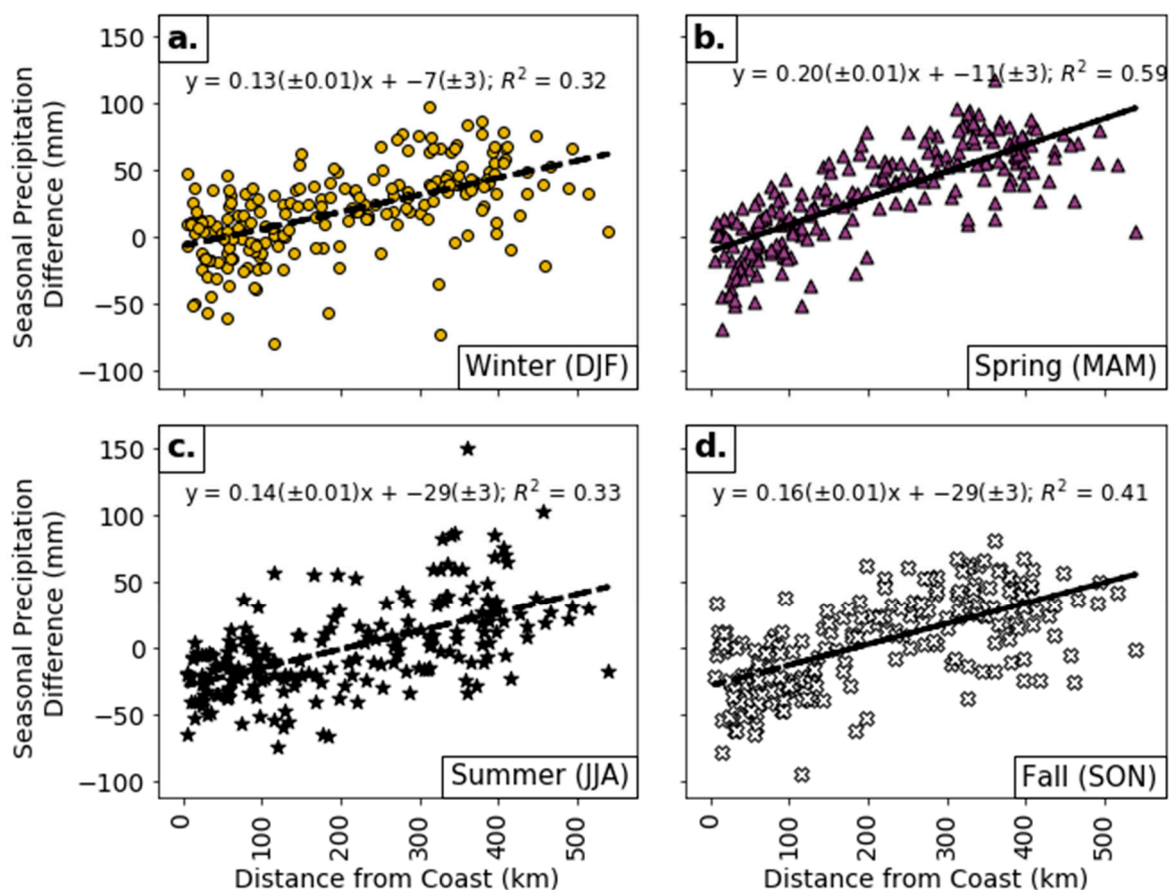 a.
y = 0.13(±0.01)x + −7(±3); R² = 0.32
150
100
50
0
−50
−100
Seasonal Precipitation
Difference (mm)
Winter (DJF)
b.
y = 0.20(±0.01)x + −11(±3); R² = 0.59
Spring (MAM)
c.
y = 0.14(±0.01)x + −29(±3); R² = 0.33
150
100
50
0
−50
−100
Seasonal Precipitation
Difference (mm)
Summer (JJA)
0
100
200
300
400
500
Distance from Coast (km)
d.
y = 0.16(±0.01)x + −29(±3); R² = 0.41
Fall (SON)
0
100
200
300
400
500
Distance from Coast (km)